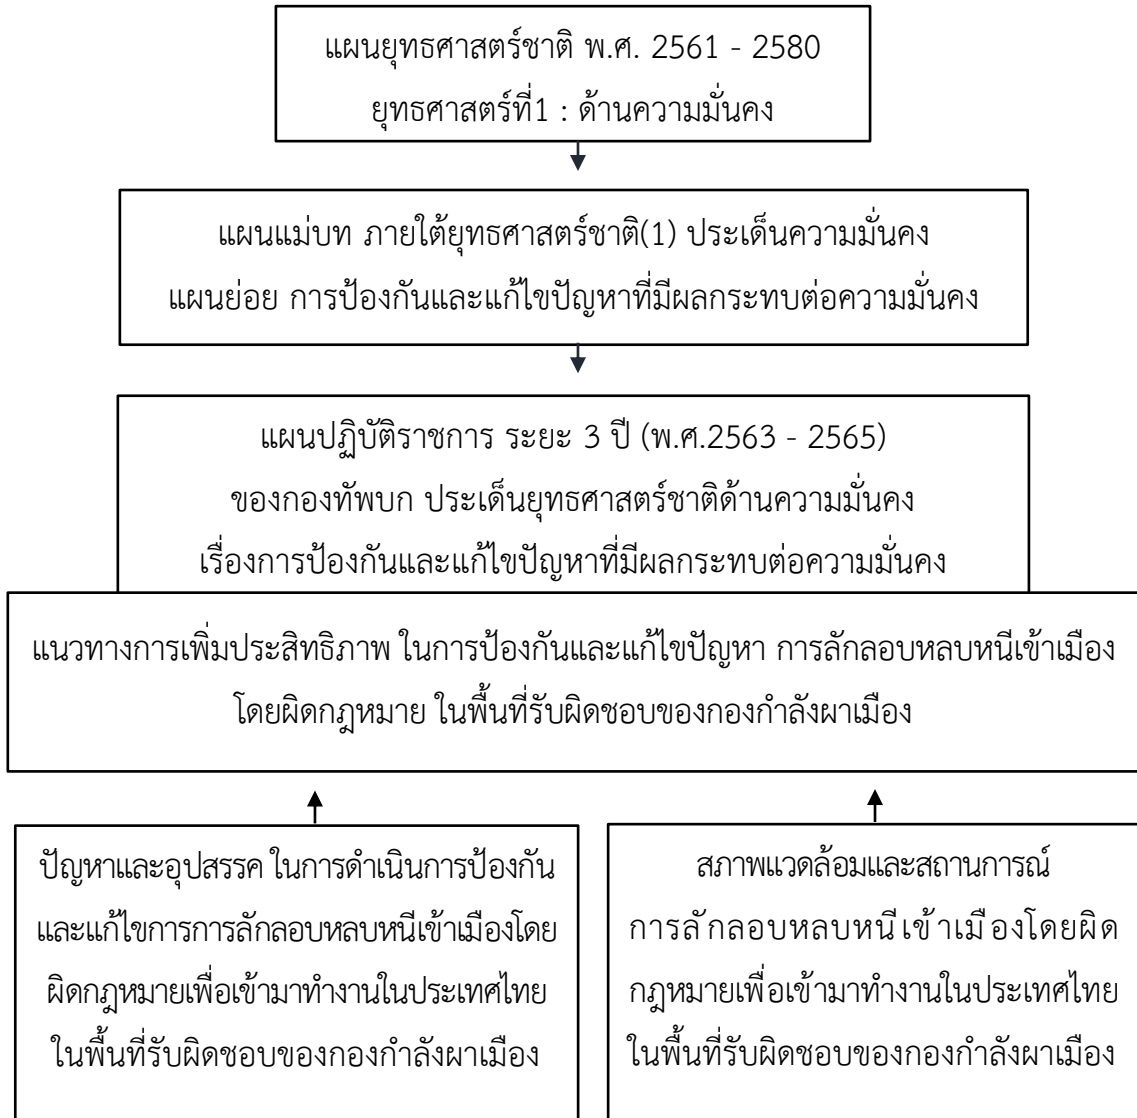 แผนยุทธศาสตร์ชาติ พ.ศ. 2561 - 2580
ยุทธศาสตร์ที่1 : ด้านความมั่นคง
แผนแม่บท ภายใต้ยุทธศาสตร์ชาติ(1) ประเด็นความมั่นคง
แผนย่อย การป้องกันและแก้ไขปัญหาที่มีผลกระทบต่อความมั่นคง
แผนปฏิบัติราชการ ระยะ 3 ปี (พ.ศ.2563 - 2565)
ของกองทัพบก ประเด็นยุทธศาสตร์ชาติด้านความมั่นคง
เรื่องการป้องกันและแก้ไขปัญหาที่มีผลกระทบต่อความมั่นคง
แนวทางการเพิ่มประสิทธิภาพ ในการป้องกันและแก้ไขปัญหา การลักลอบหลบหนีเข้าเมือง
โดยผิดกฎหมาย ในพื้นที่รับผิดชอบของกองกำลังผาเมือง
ปัญหาและอุปสรรค ในการดำเนินการป้องกัน
และแก้ไขการการลักลอบหลบหนีเข้าเมืองโดย
ผิดกฎหมายเพื่อเข้ามาทำงานในประเทศไทย
ในพื้นที่รับผิดชอบของกองกำลังผาเมือง
สภาพแวดล้อมและสถานการณ์
การลักลอบหลบหนีเข้าเมืองโดยผิด
กฎหมายเพื่อเข้ามาทำงานในประเทศไทย
ในพื้นที่รับผิดชอบของกองกำลังผาเมือง